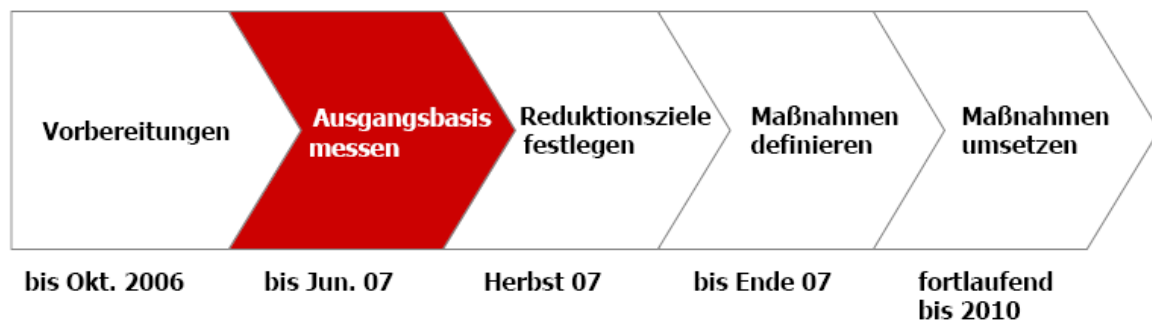 Vorbereitungen
Ausgangsbasis
messen
Reduktionsziele
festlegen
Maßnahmen
definieren
Maßnahmen
umsetzen
bis Okt. 2006
bis Jun. 07
Herbst 07
bis Ende 07
fortlaufend
bis 2010